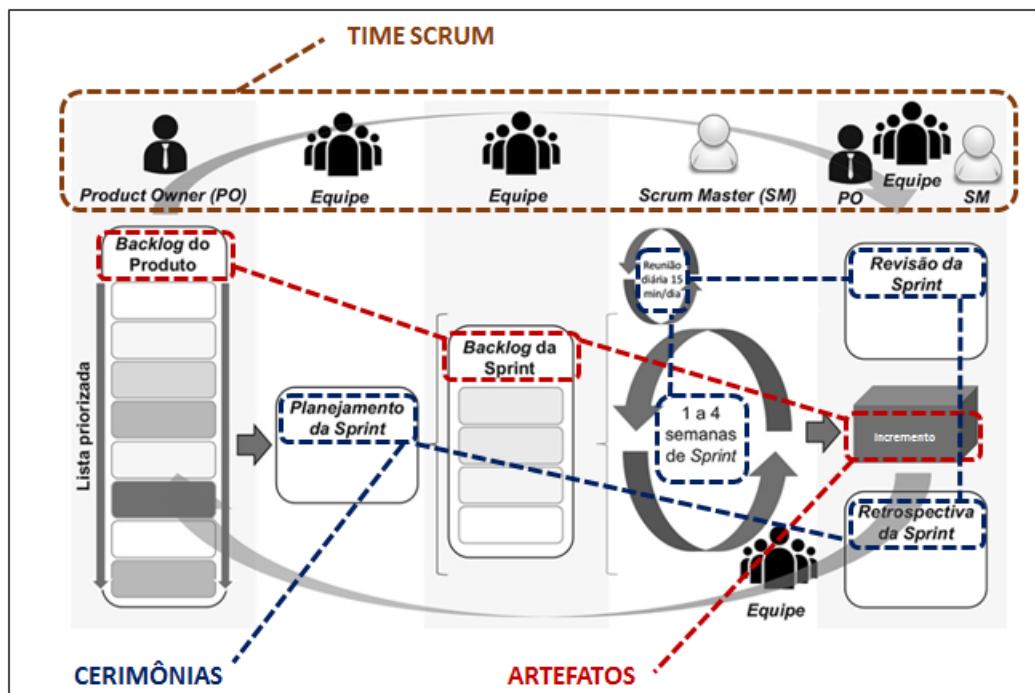 TIME SCRUM
Product Owner (PO)
Equipe
Equipe
Scrum Master (SM)
PO
Equipe
SM
Backlog do
Produto
Lista priorizada
Planejamento
da Sprint
Backlog da
Sprint
Reunião
diária 15
min/dia
1 a 4
semanas
de Sprint
Equipe
Revisão da
Sprint
Incremento
Retrospectiva
da Sprint
CERIMÔNIAS
ARTEFATOS